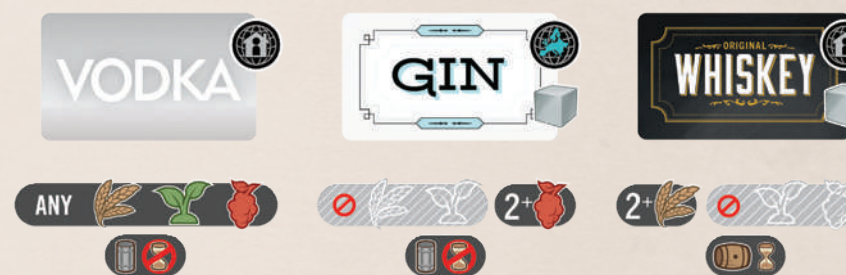 VODKA
GIN
ORIGINAL
WHISKEY
ANY
2+
2+